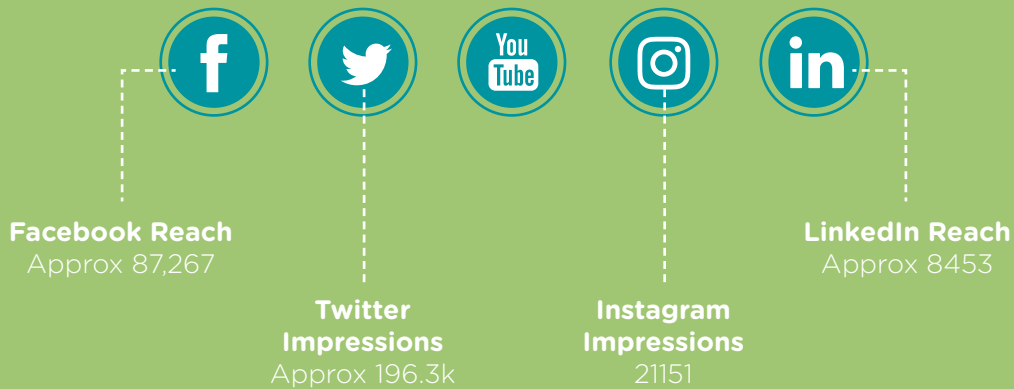 f
You
Tube
in
Facebook Reach
Approx 87,267
LinkedIn Reach
Approx 8453
Twitter
Impressions
Approx 196.3k
Instagram
Impressions
21151